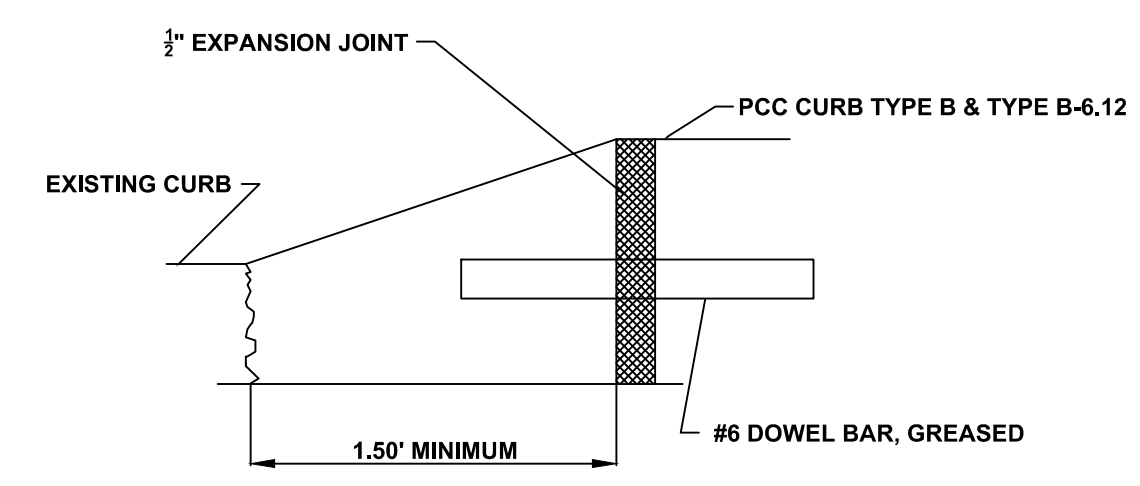 ½" EXPANSION JOINT
PCC CURB TYPE B & TYPE B-6.12
EXISTING CURB
#6 DOWEL BAR, GREASED
1.50' MINIMUM